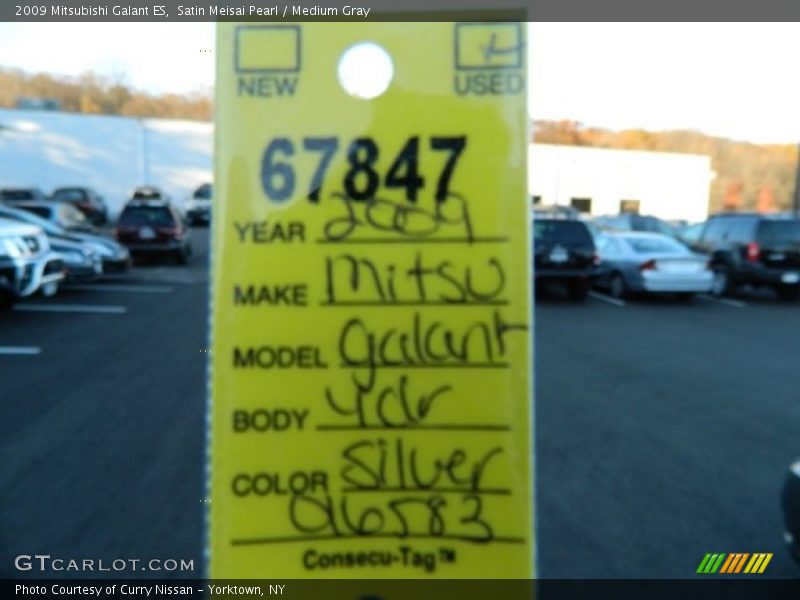 2009 Mitsubishi Galant ES, Satin Meisai Pearl / Medium Gray
NEW USED
67847
YEAR 2009
MAKE Mitsu
MODEL galant
BODY 4dr
COLOR silver
016583
Consecu-Tag™
GTCARLOT.COM
Photo Courtesy of Curry Nissan - Yorktown, NY